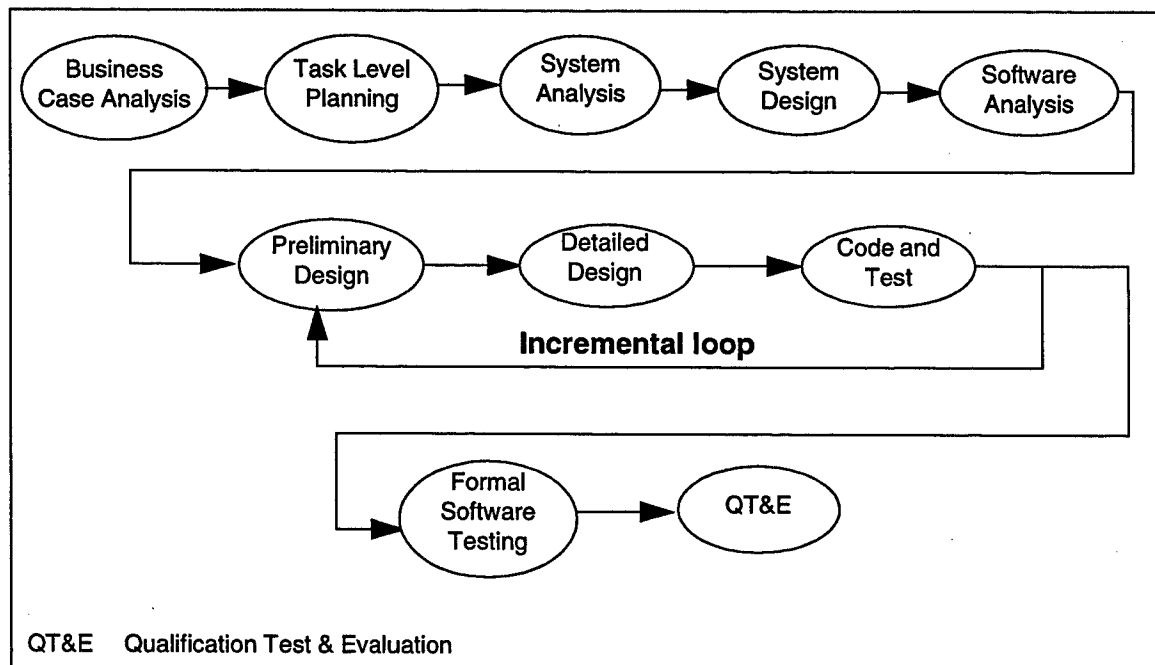 Business
Case Analysis
Task Level
Planning
System
Analysis
System
Design
Software
Analysis
Preliminary
Design
Detailed
Design
Code and
Test
Incremental loop
Formal
Software
Testing
QT&E
QT&E Qualification Test & Evaluation